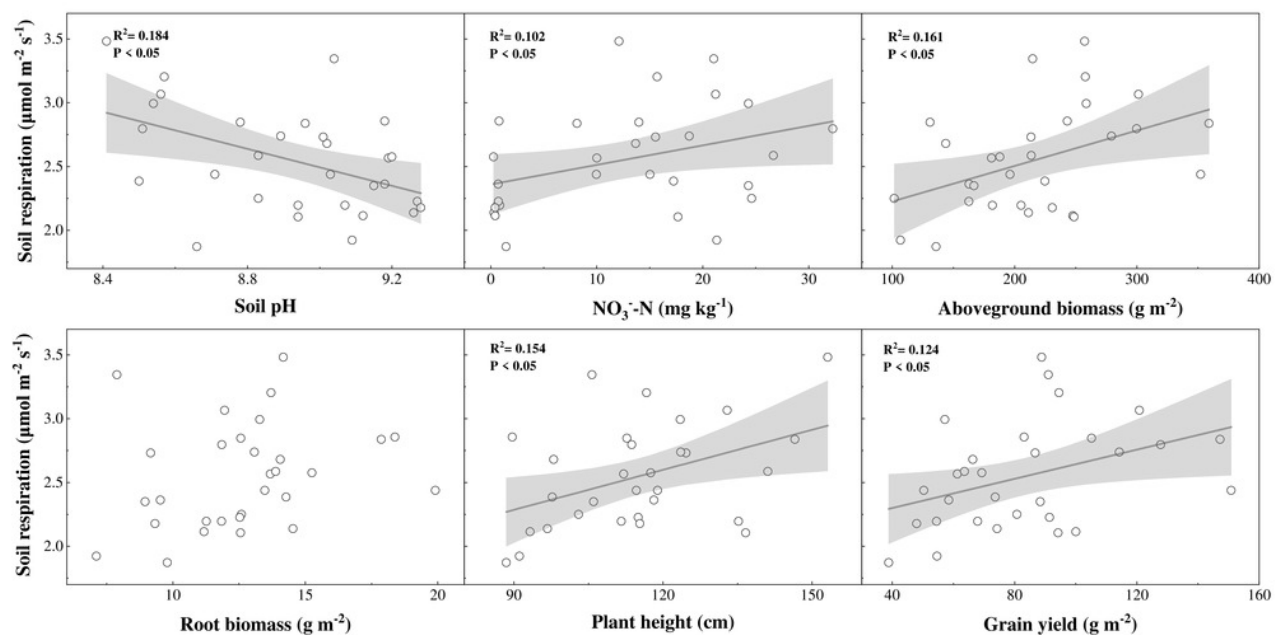 R²= 0.184
P < 0.05
R²= 0.102
P < 0.05
R²= 0.161
P < 0.05
Soil respiration (μmol m⁻² s⁻¹)
3.5
3.0
2.5
2.0
8.4 8.8 9.2
0 10 20 30
100 200 300 400
Soil pH
NO₃⁻-N (mg kg⁻¹)
Aboveground biomass (g m⁻²)
R²= 0.154
P < 0.05
R²= 0.124
P < 0.05
Soil respiration (μmol m⁻² s⁻¹)
3.5
3.0
2.5
2.0
10 15 20
90 120 150
40 80 120 160
Root biomass (g m⁻²)
Plant height (cm)
Grain yield (g m⁻²)